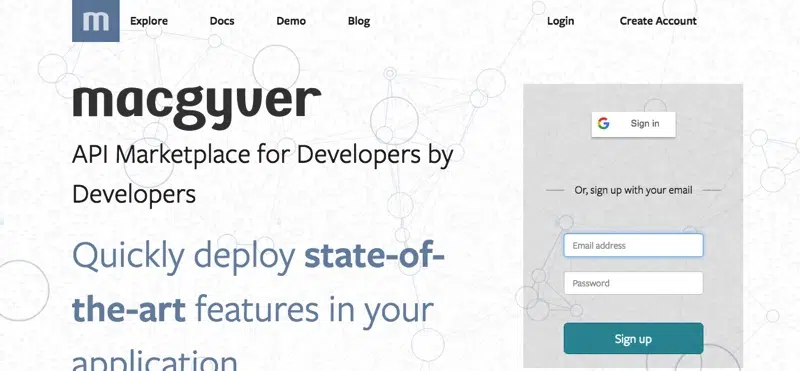 m
Explore Docs Demo Blog Login Create Account
macgyver
API Marketplace for Developers by
Developers
Quickly deploy state-of-
the-art features in your
application
Sign in
Or, sign up with your email
Email address
Password
Sign up